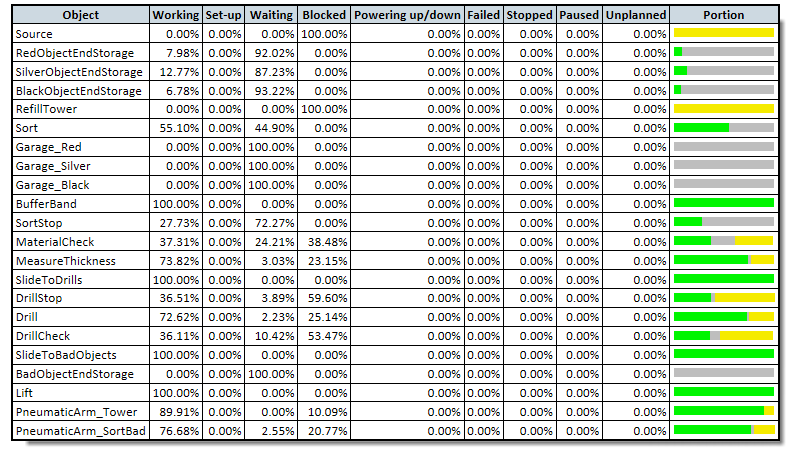 Object Working Set-up Waiting Blocked Powering up/down Failed Stopped Paused Unplanned Portion
Source 0.00% 0.00% 0.00% 100.00% 0.00% 0.00% 0.00% 0.00% 0.00%
RedObjectEndStorage 7.98% 0.00% 92.02% 0.00% 0.00% 0.00% 0.00% 0.00% 0.00%
SilverObjectEndStorage 12.77% 0.00% 87.23% 0.00% 0.00% 0.00% 0.00% 0.00% 0.00%
BlackObjectEndStorage 6.78% 0.00% 93.22% 0.00% 0.00% 0.00% 0.00% 0.00% 0.00%
RefillTower 0.00% 0.00% 0.00% 100.00% 0.00% 0.00% 0.00% 0.00% 0.00%
Sort 55.10% 0.00% 44.90% 0.00% 0.00% 0.00% 0.00% 0.00% 0.00%
Garage_Red 0.00% 0.00% 100.00% 0.00% 0.00% 0.00% 0.00% 0.00% 0.00%
Garage_Silver 0.00% 0.00% 100.00% 0.00% 0.00% 0.00% 0.00% 0.00% 0.00%
Garage_Black 0.00% 0.00% 100.00% 0.00% 0.00% 0.00% 0.00% 0.00% 0.00%
BufferBand 100.00% 0.00% 0.00% 0.00% 0.00% 0.00% 0.00% 0.00% 0.00%
SortStop 27.73% 0.00% 72.27% 0.00% 0.00% 0.00% 0.00% 0.00% 0.00%
MaterialCheck 37.31% 0.00% 24.21% 38.48% 0.00% 0.00% 0.00% 0.00% 0.00%
MeasureThickness 73.82% 0.00% 3.03% 23.15% 0.00% 0.00% 0.00% 0.00% 0.00%
SlideToDrills 100.00% 0.00% 0.00% 0.00% 0.00% 0.00% 0.00% 0.00% 0.00%
DrillStop 36.51% 0.00% 3.89% 59.60% 0.00% 0.00% 0.00% 0.00% 0.00%
Drill 72.62% 0.00% 2.23% 25.14% 0.00% 0.00% 0.00% 0.00% 0.00%
DrillCheck 36.11% 0.00% 10.42% 53.47% 0.00% 0.00% 0.00% 0.00% 0.00%
SlideToBadObjects 100.00% 0.00% 0.00% 0.00% 0.00% 0.00% 0.00% 0.00% 0.00%
BadObjectEndStorage 0.00% 0.00% 100.00% 0.00% 0.00% 0.00% 0.00% 0.00% 0.00%
Lift 100.00% 0.00% 0.00% 0.00% 0.00% 0.00% 0.00% 0.00% 0.00%
PneumaticArm_Tower 89.91% 0.00% 0.00% 10.09% 0.00% 0.00% 0.00% 0.00% 0.00%
PneumaticArm_SortBad 76.68% 0.00% 2.55% 20.77% 0.00% 0.00% 0.00% 0.00% 0.00%